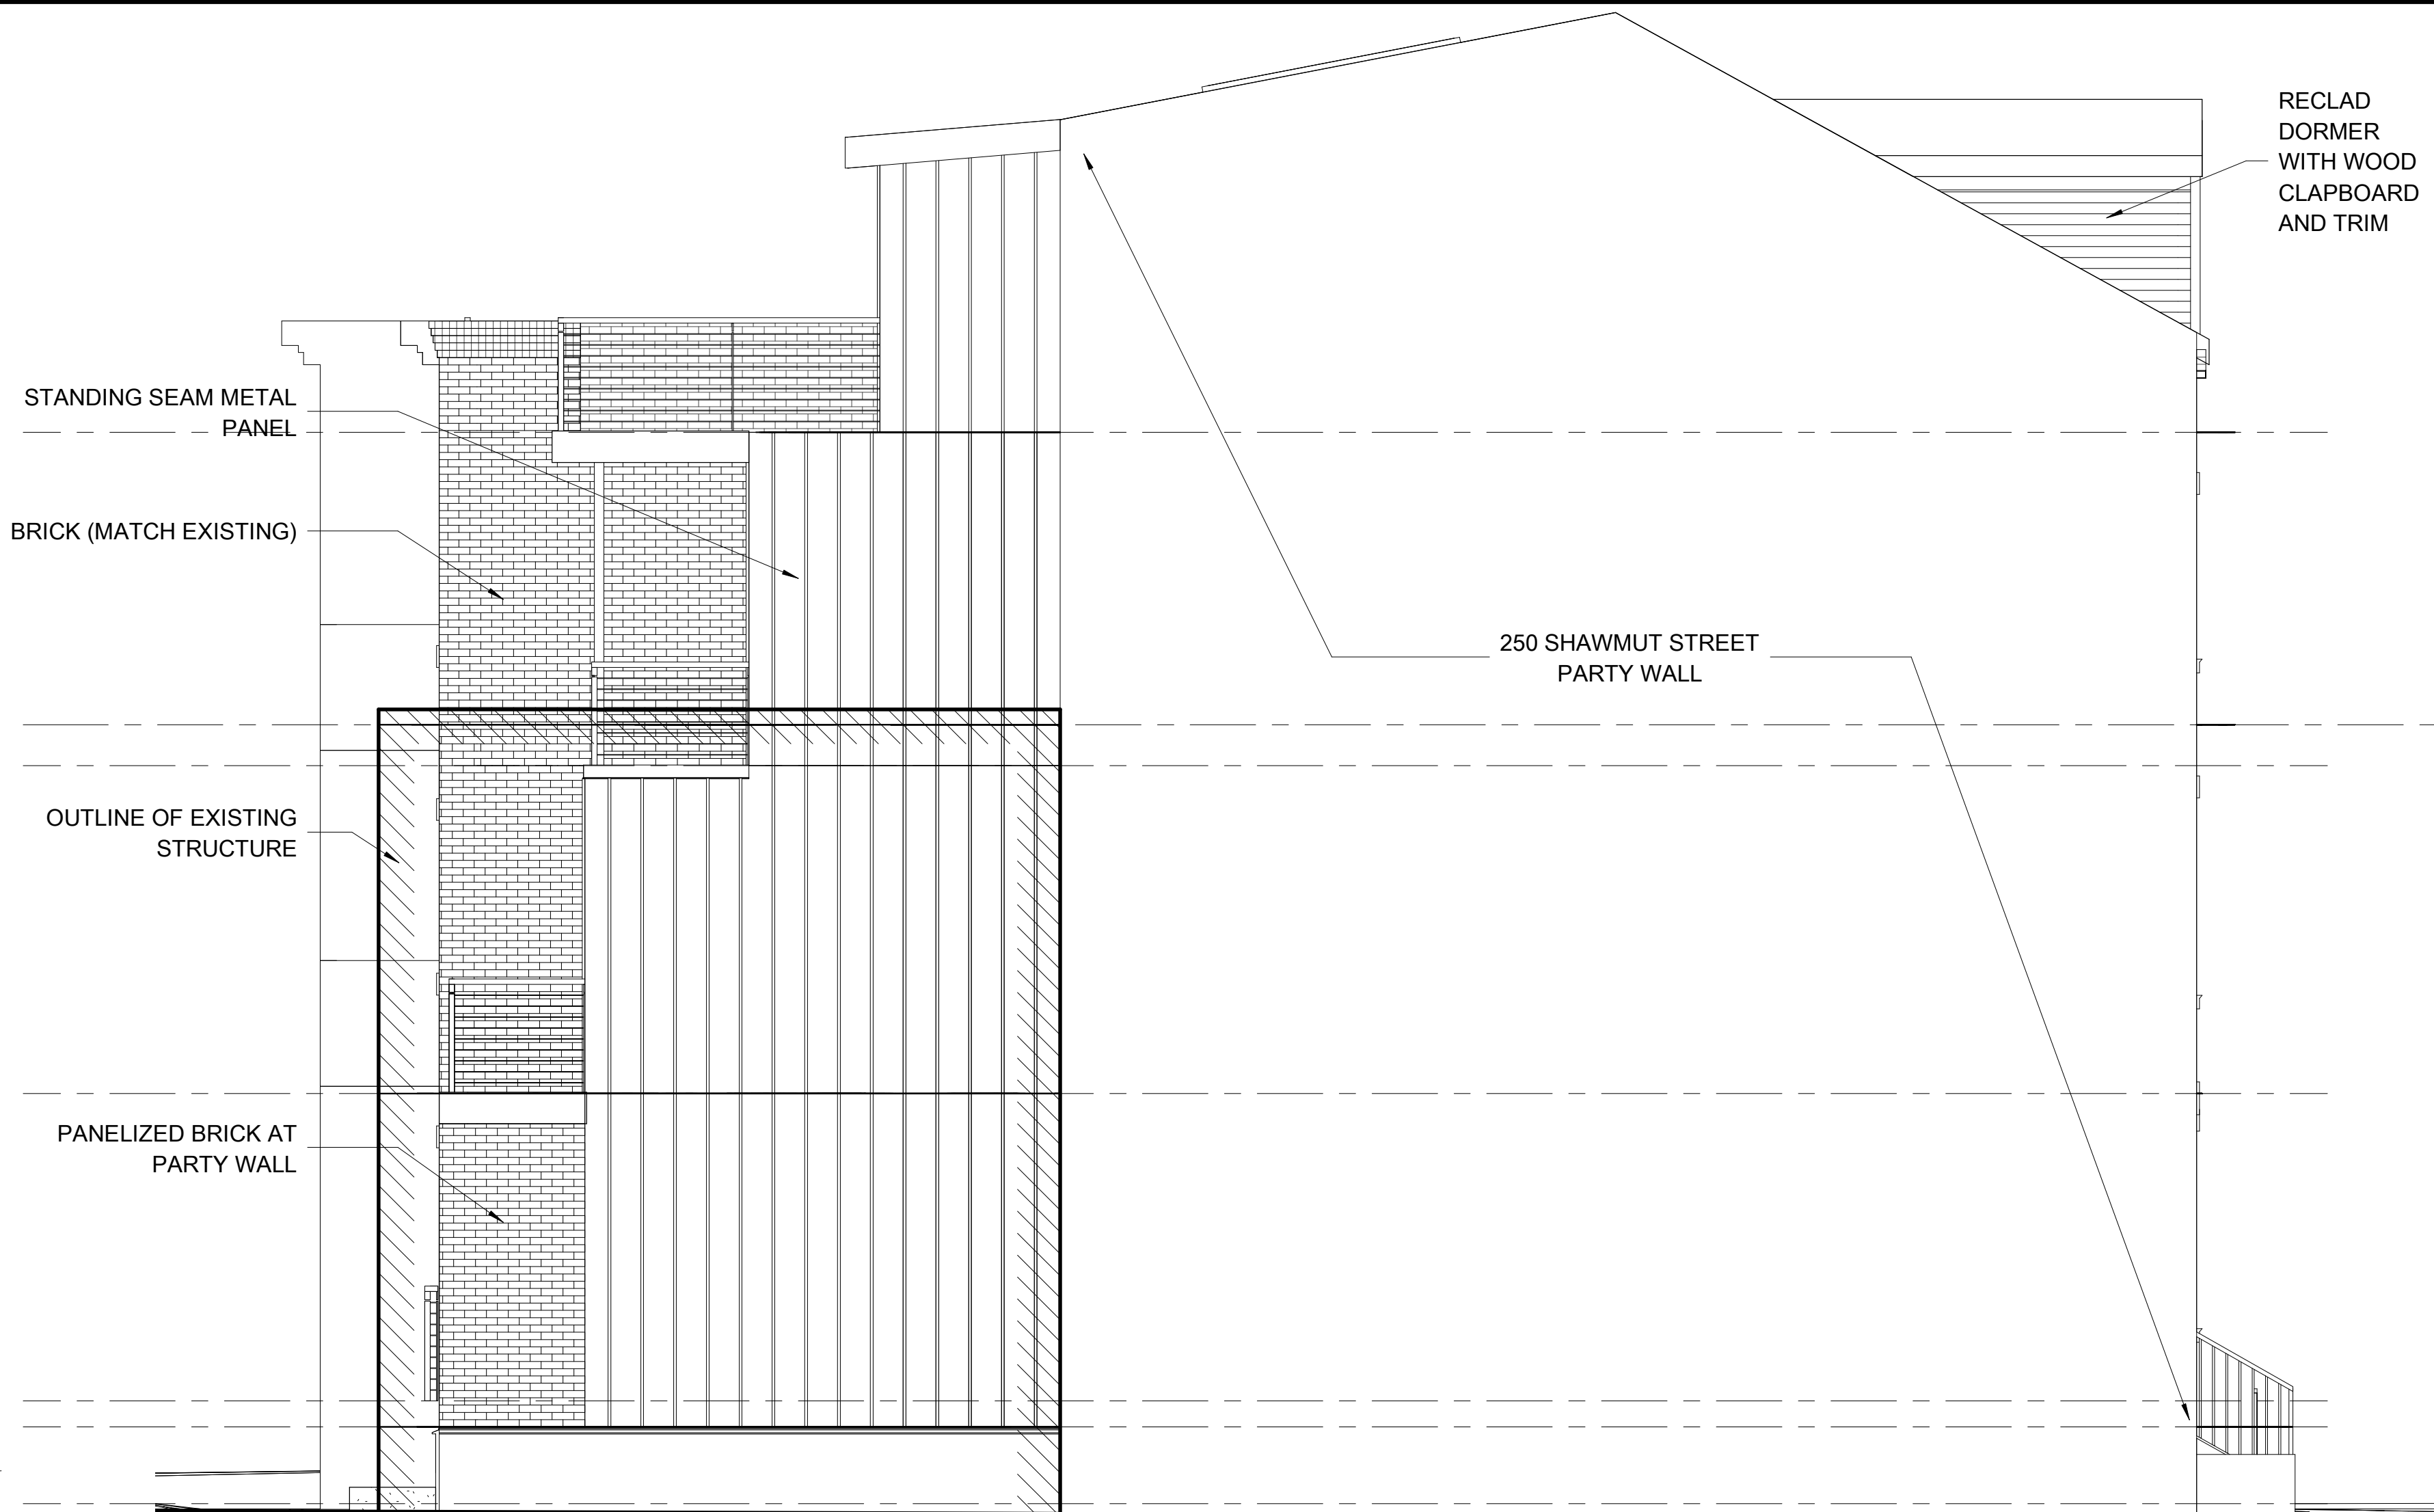 RECLAD
DORMER
WITH WOOD
CLAPBOARD
AND TRIM
STANDING SEAM METAL
PANEL
BRICK (MATCH EXISTING)
250 SHAWMUT STREET
PARTY WALL
OUTLINE OF EXISTING
STRUCTURE
PANELIZED BRICK AT
PARTY WALL